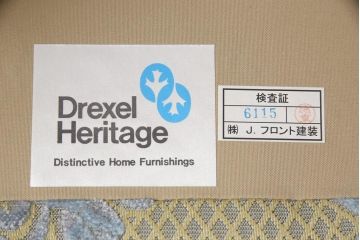 Drexel
Heritage
Distinctive Home Furnishings
検査証
6115
㈱ J. フロント建装